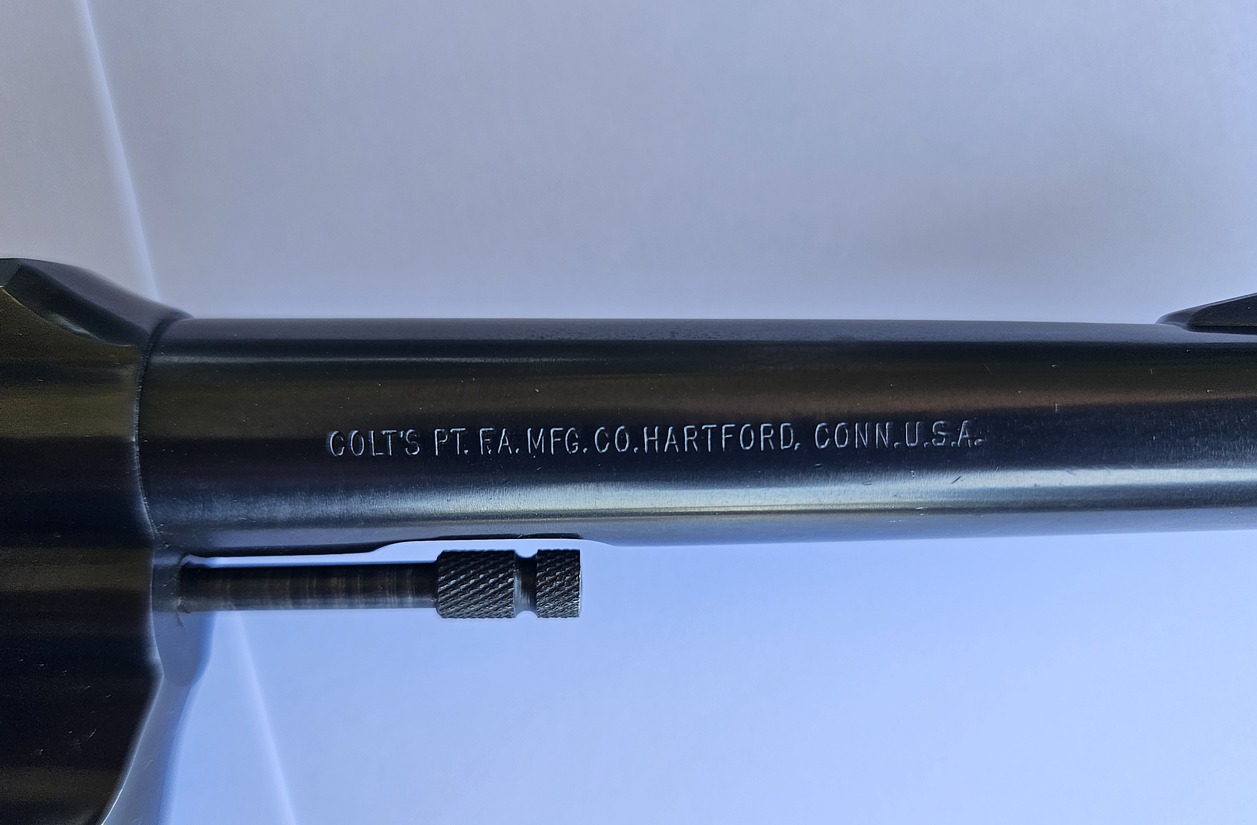 COLT'S PT. F.A. MFG. CO. HARTFORD, CONN. U.S.A.